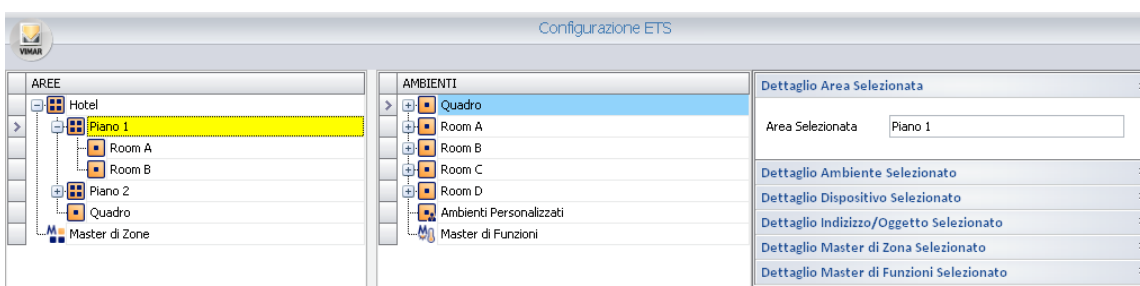 Configurazione ETS
VIMAR
AREE
Hotel
Piano 1
Room A
Room B
Piano 2
Quadro
Master di Zone
AMBIENTI
Quadro
Room A
Room B
Room C
Room D
Ambienti Personalizzati
Master di Funzioni
Dettaglio Area Selezionata
Area Selezionata Piano 1
Dettaglio Ambiente Selezionato
Dettaglio Dispositivo Selezionato
Dettaglio Indizizzo/Oggetto Selezionato
Dettaglio Master di Zona Selezionato
Dettaglio Master di Funzioni Selezionato